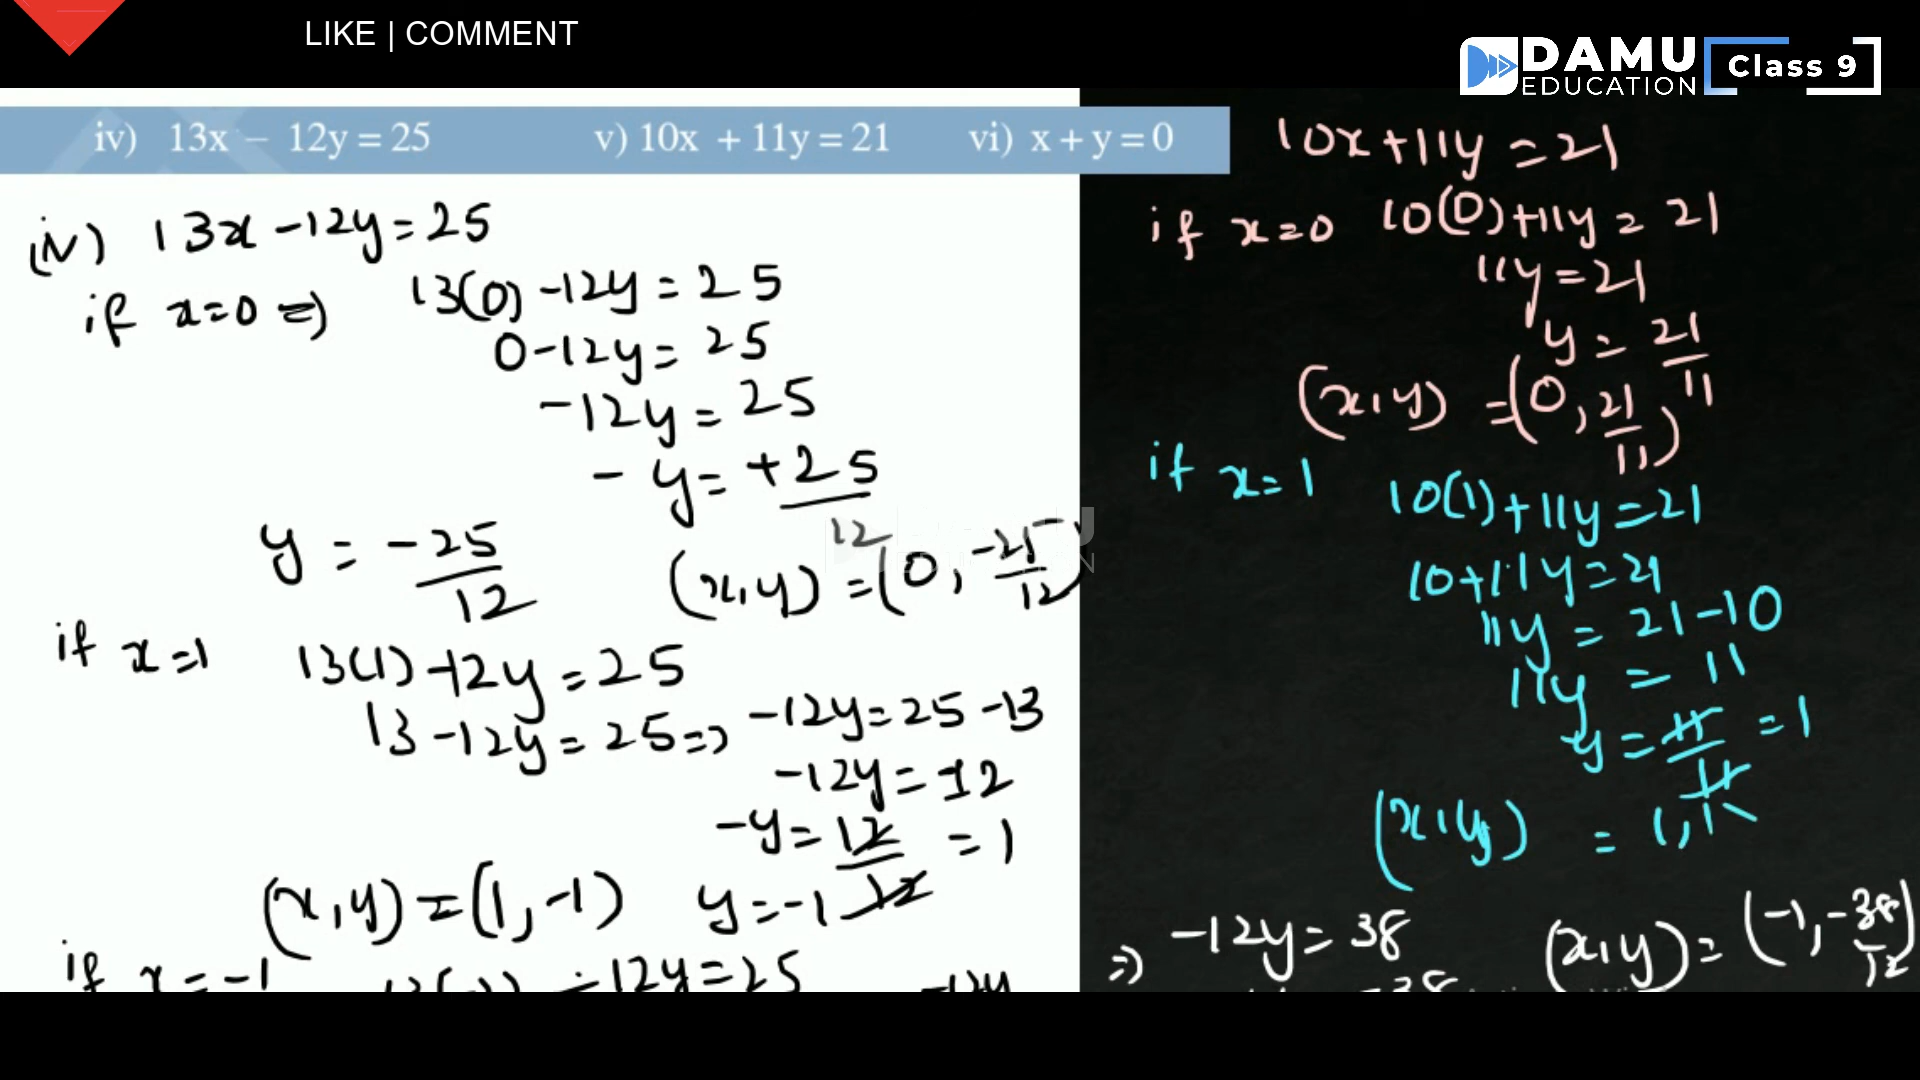 LIKE | COMMENT
DAMU
EDUCATION
Class 9
iv) 13x − 12y = 25 v) 10x + 11y = 21 vi) x + y = 0
(iv) 13x - 12y = 25
if x=0 ⇒ 13(0) - 12y = 25
0 - 12y = 25
-12y = 25
- y = +25/12
y = -25/12 (x,y) = (0, -25/12)
if x=1 13(1) - 12y = 25
13 - 12y = 25 ⇒ -12y = 25 - 13
-12y = 12
-y = 12/12 = 1
(x,y) = (1, -1) y = -1
if x = -1 - 12y = 25 -12y
10x + 11y = 21
if x=0 10(0) + 11y = 21
11y = 21
y = 21/11
(x,y) = (0, 21/11)
if x=1 10(1) + 11y = 21
10 + 11y = 21
11y = 21 - 10
11y = 11
y = 11/11 = 1
(x,y) = 1, 1
⇒ -12y = 38 (x,y) = (-1, -38/12)